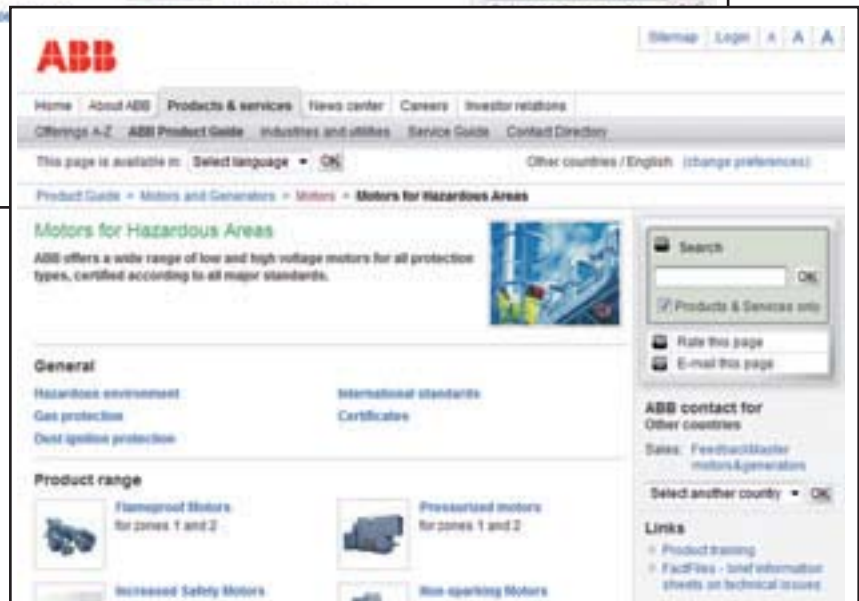 Sitemap Login A A A
ABB
Home About ABB Products & services News center Careers Investor relations
Offerings A-Z ABB Product Guide Industries and utilities Service Guide Contact Directory
This page is available in: Select language OK Other countries / English (change preferences)
Product Guide > Motors and Generators > Motors > Motors for Hazardous Areas
Motors for Hazardous Areas
ABB offers a wide range of low and high voltage motors for all protection
types, certified according to all major standards.
General
Hazardous environment
Gas protection
Dust ignition protection
International standards
Certificates
Product range
Flameproof Motors
for zones 1 and 2
Pressurized motors
for zones 1 and 2
Increased Safety Motors
Non-sparking Motors
Search
OK
Products & Services only
Rate this page
E-mail this page
ABB contact for
Other countries
Sales: FeedbackMaster
motors&generators
Select another country OK
Links
Product training
FactFiles - brief information
sheets on technical issues